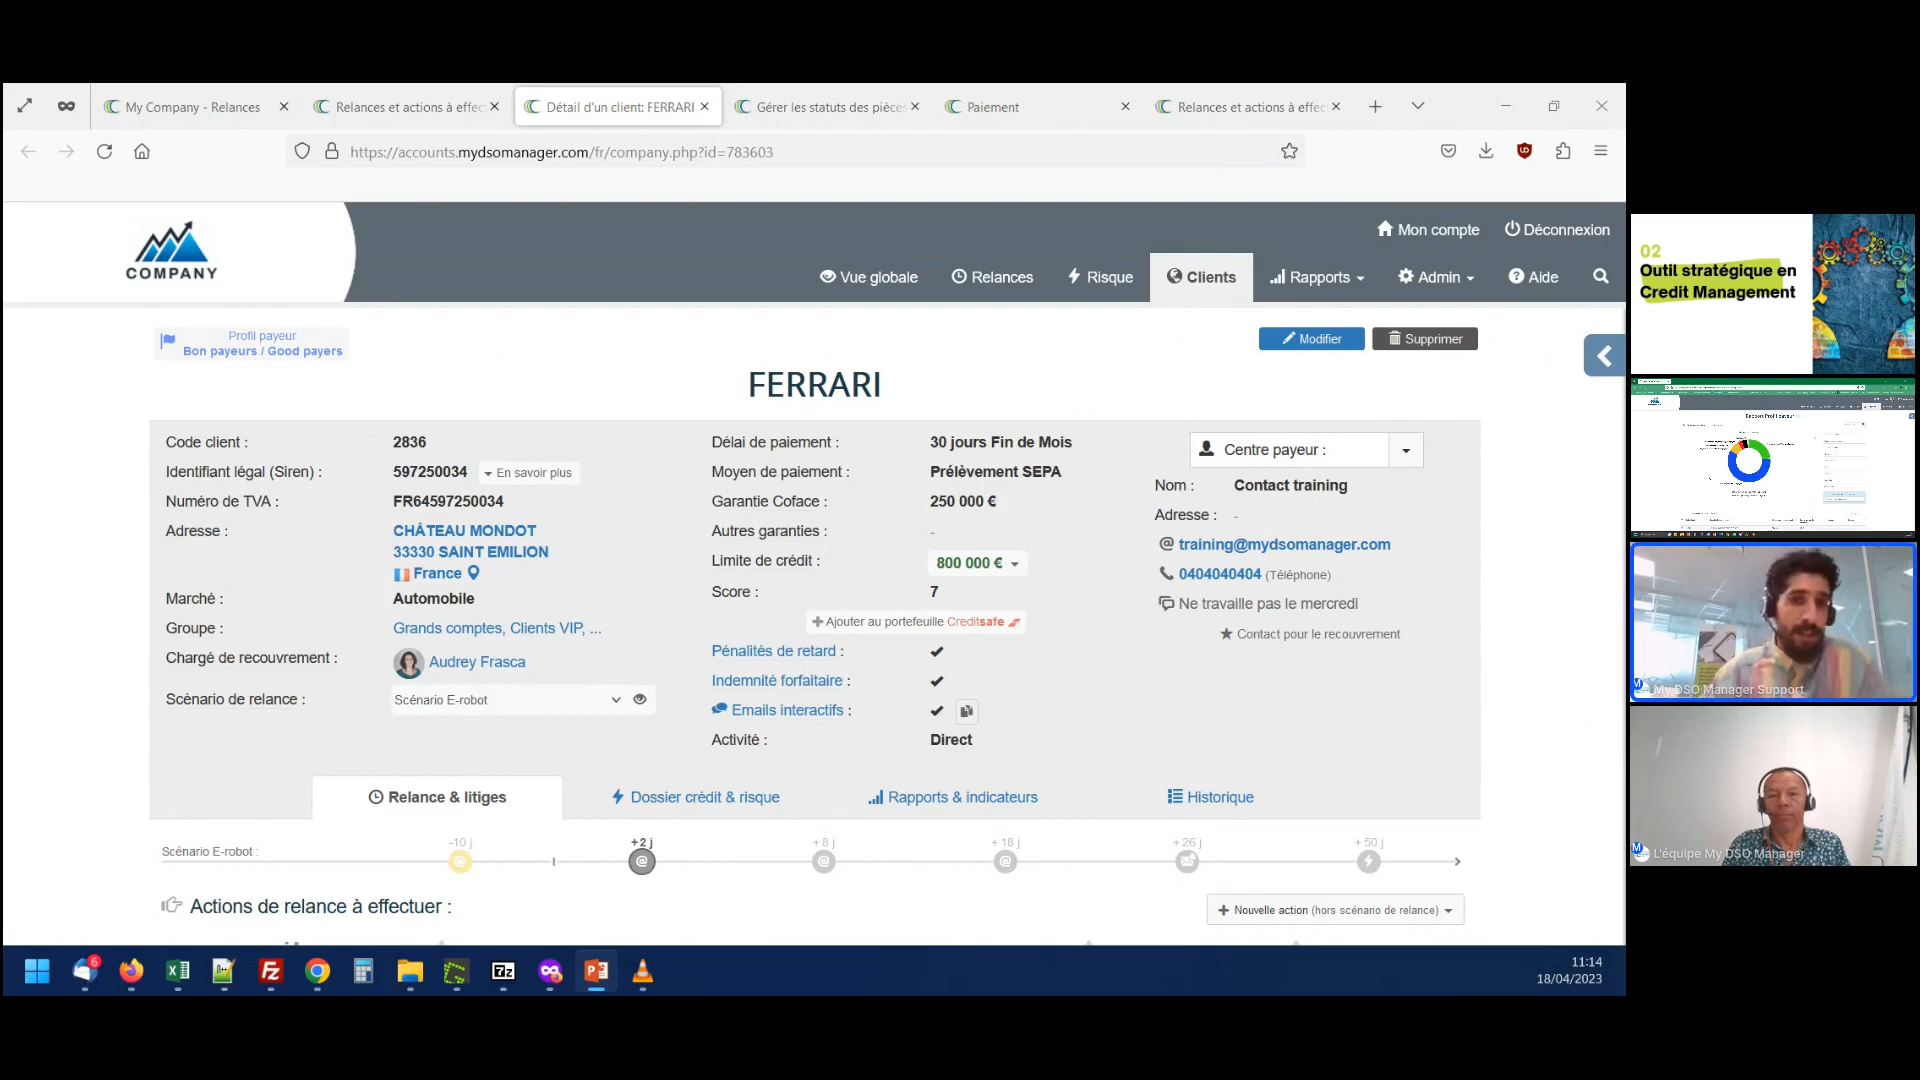 My Company - Relances
Relances et actions à effec
Détail d'un client: FERRARI
Gérer les statuts des pièces
Paiement
Relances et actions à effec
https://accounts.mydsomanager.com/fr/company.php?id=783603
COMPANY
Mon compte
Déconnexion
Vue globale
Relances
Risque
Clients
Rapports
Admin
Aide
Profil payeur
Bon payeurs / Good payers
Modifier
Supprimer
FERRARI
Code client : 2836
Identifiant légal (Siren) : 597250034 En savoir plus
Numéro de TVA : FR64597250034
Adresse : CHÂTEAU MONDOT
33330 SAINT EMILION
France
Marché : Automobile
Groupe : Grands comptes, Clients VIP, ...
Chargé de recouvrement : Audrey Frasca
Scénario de relance : Scénario E-robot
Délai de paiement : 30 jours Fin de Mois
Moyen de paiement : Prélèvement SEPA
Garantie Coface : 250 000 €
Autres garanties : -
Limite de crédit : 800 000 €
Score : 7
Ajouter au portefeuille Creditsafe
Pénalités de retard :
Indemnité forfaitaire :
Emails interactifs :
Activité : Direct
Centre payeur :
Nom : Contact training
Adresse : -
training@mydsomanager.com
0404040404 (Téléphone)
Ne travaille pas le mercredi
Contact pour le recouvrement
Relance & litiges
Dossier crédit & risque
Rapports & indicateurs
Historique
Scénario E-robot :
-10 j
+2 j
+ 8 j
+ 18 j
+ 26 j
+ 50 j
Actions de relance à effectuer :
Nouvelle action (hors scénario de relance)
11:14
18/04/2023
02
Outil stratégique en
Credit Management
Rapport Profil payeur
My DSO Manager Support
L'équipe My DSO Manager